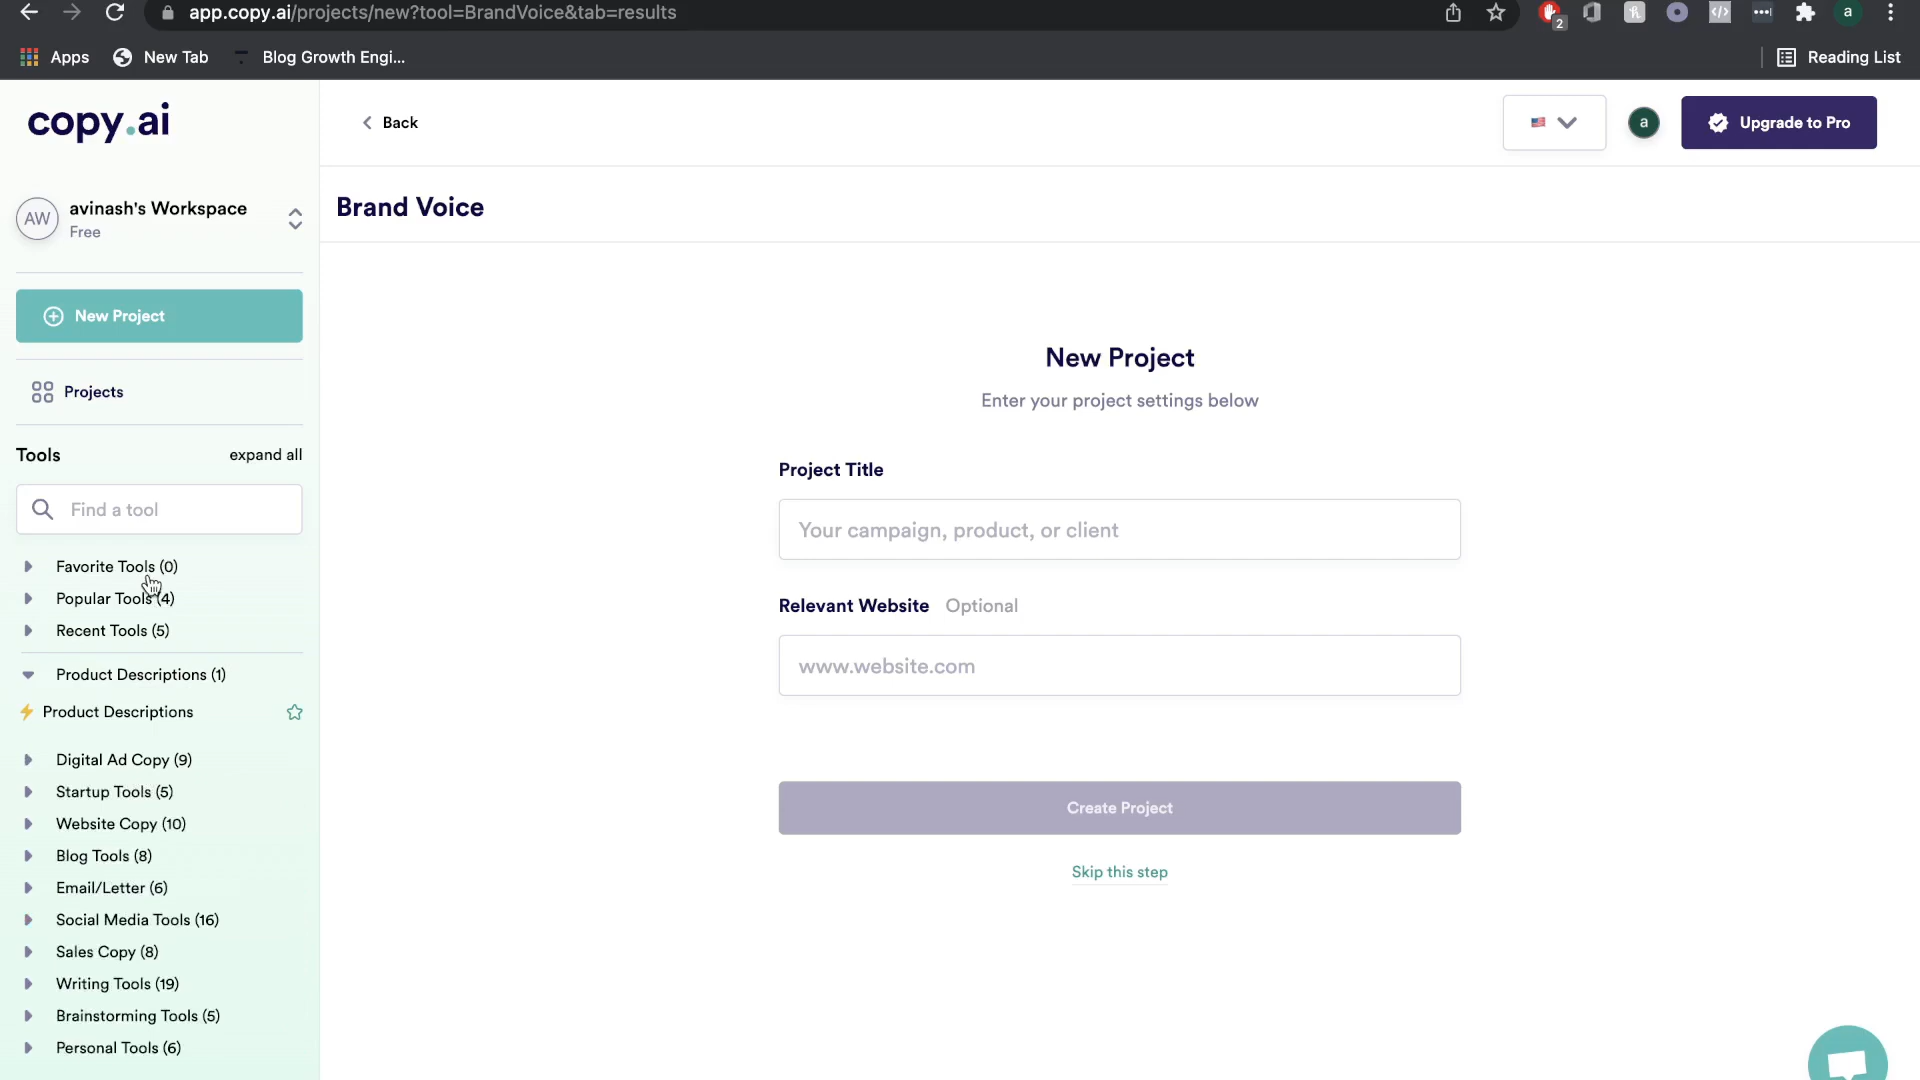 app.copy.ai/projects/new?tool=BrandVoice&tab=results
2
a
Apps
New Tab
Blog Growth Engi...
Reading List
copy.ai
Back
a
Upgrade to Pro
AW
avinash's Workspace
Free
Brand Voice
New Project
Projects
Tools
expand all
Find a tool
Favorite Tools (0)
Popular Tools (4)
Recent Tools (5)
Product Descriptions (1)
Product Descriptions
Digital Ad Copy (9)
Startup Tools (5)
Website Copy (10)
Blog Tools (8)
Email/Letter (6)
Social Media Tools (16)
Sales Copy (8)
Writing Tools (19)
Brainstorming Tools (5)
Personal Tools (6)
New Project
Enter your project settings below
Project Title
Your campaign, product, or client
Relevant Website Optional
www.website.com
Create Project
Skip this step